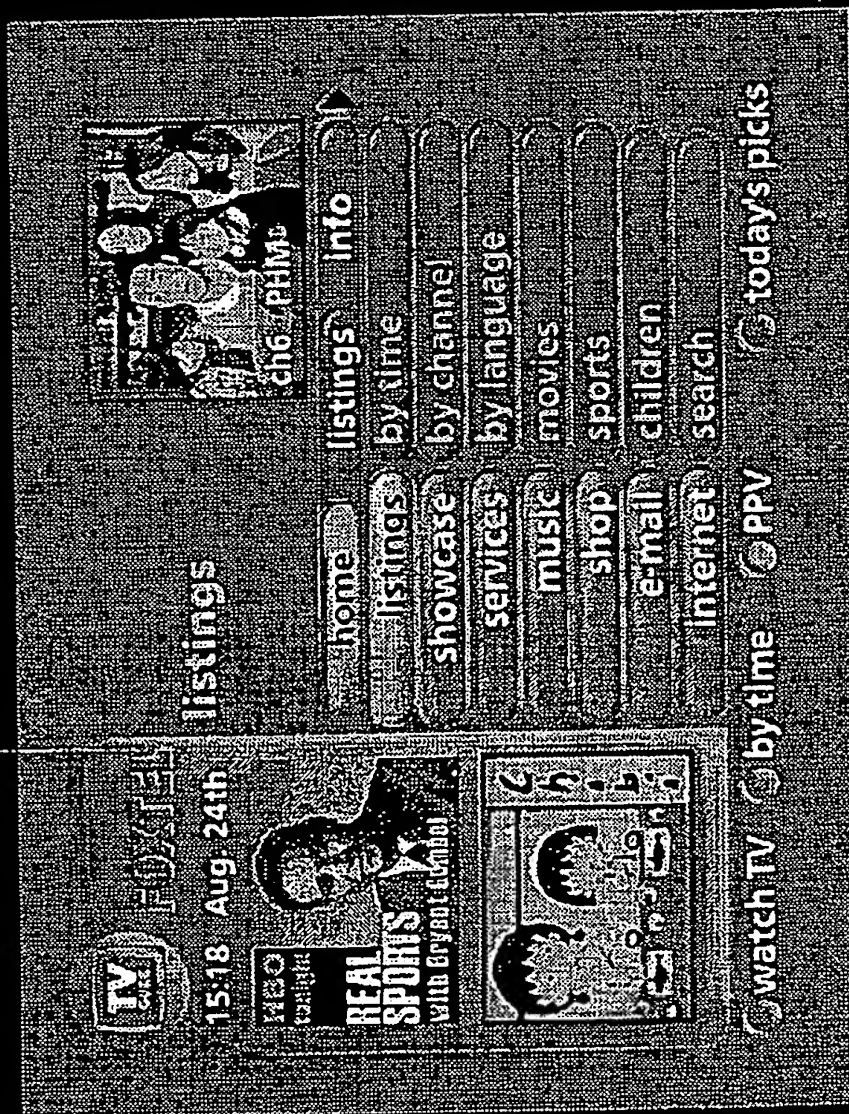 TV
GUIDE
FOXTEL
15:18 Aug. 24th
listings
HBO
tonight
REAL
SPORTS
with Bryant Gumbel
ch6
home
listings
showcase
services
music
shop
e-mail
internet
listings info
by time
by channel
by language
movies
sports
children
search
watch TV by time PPV today's picks